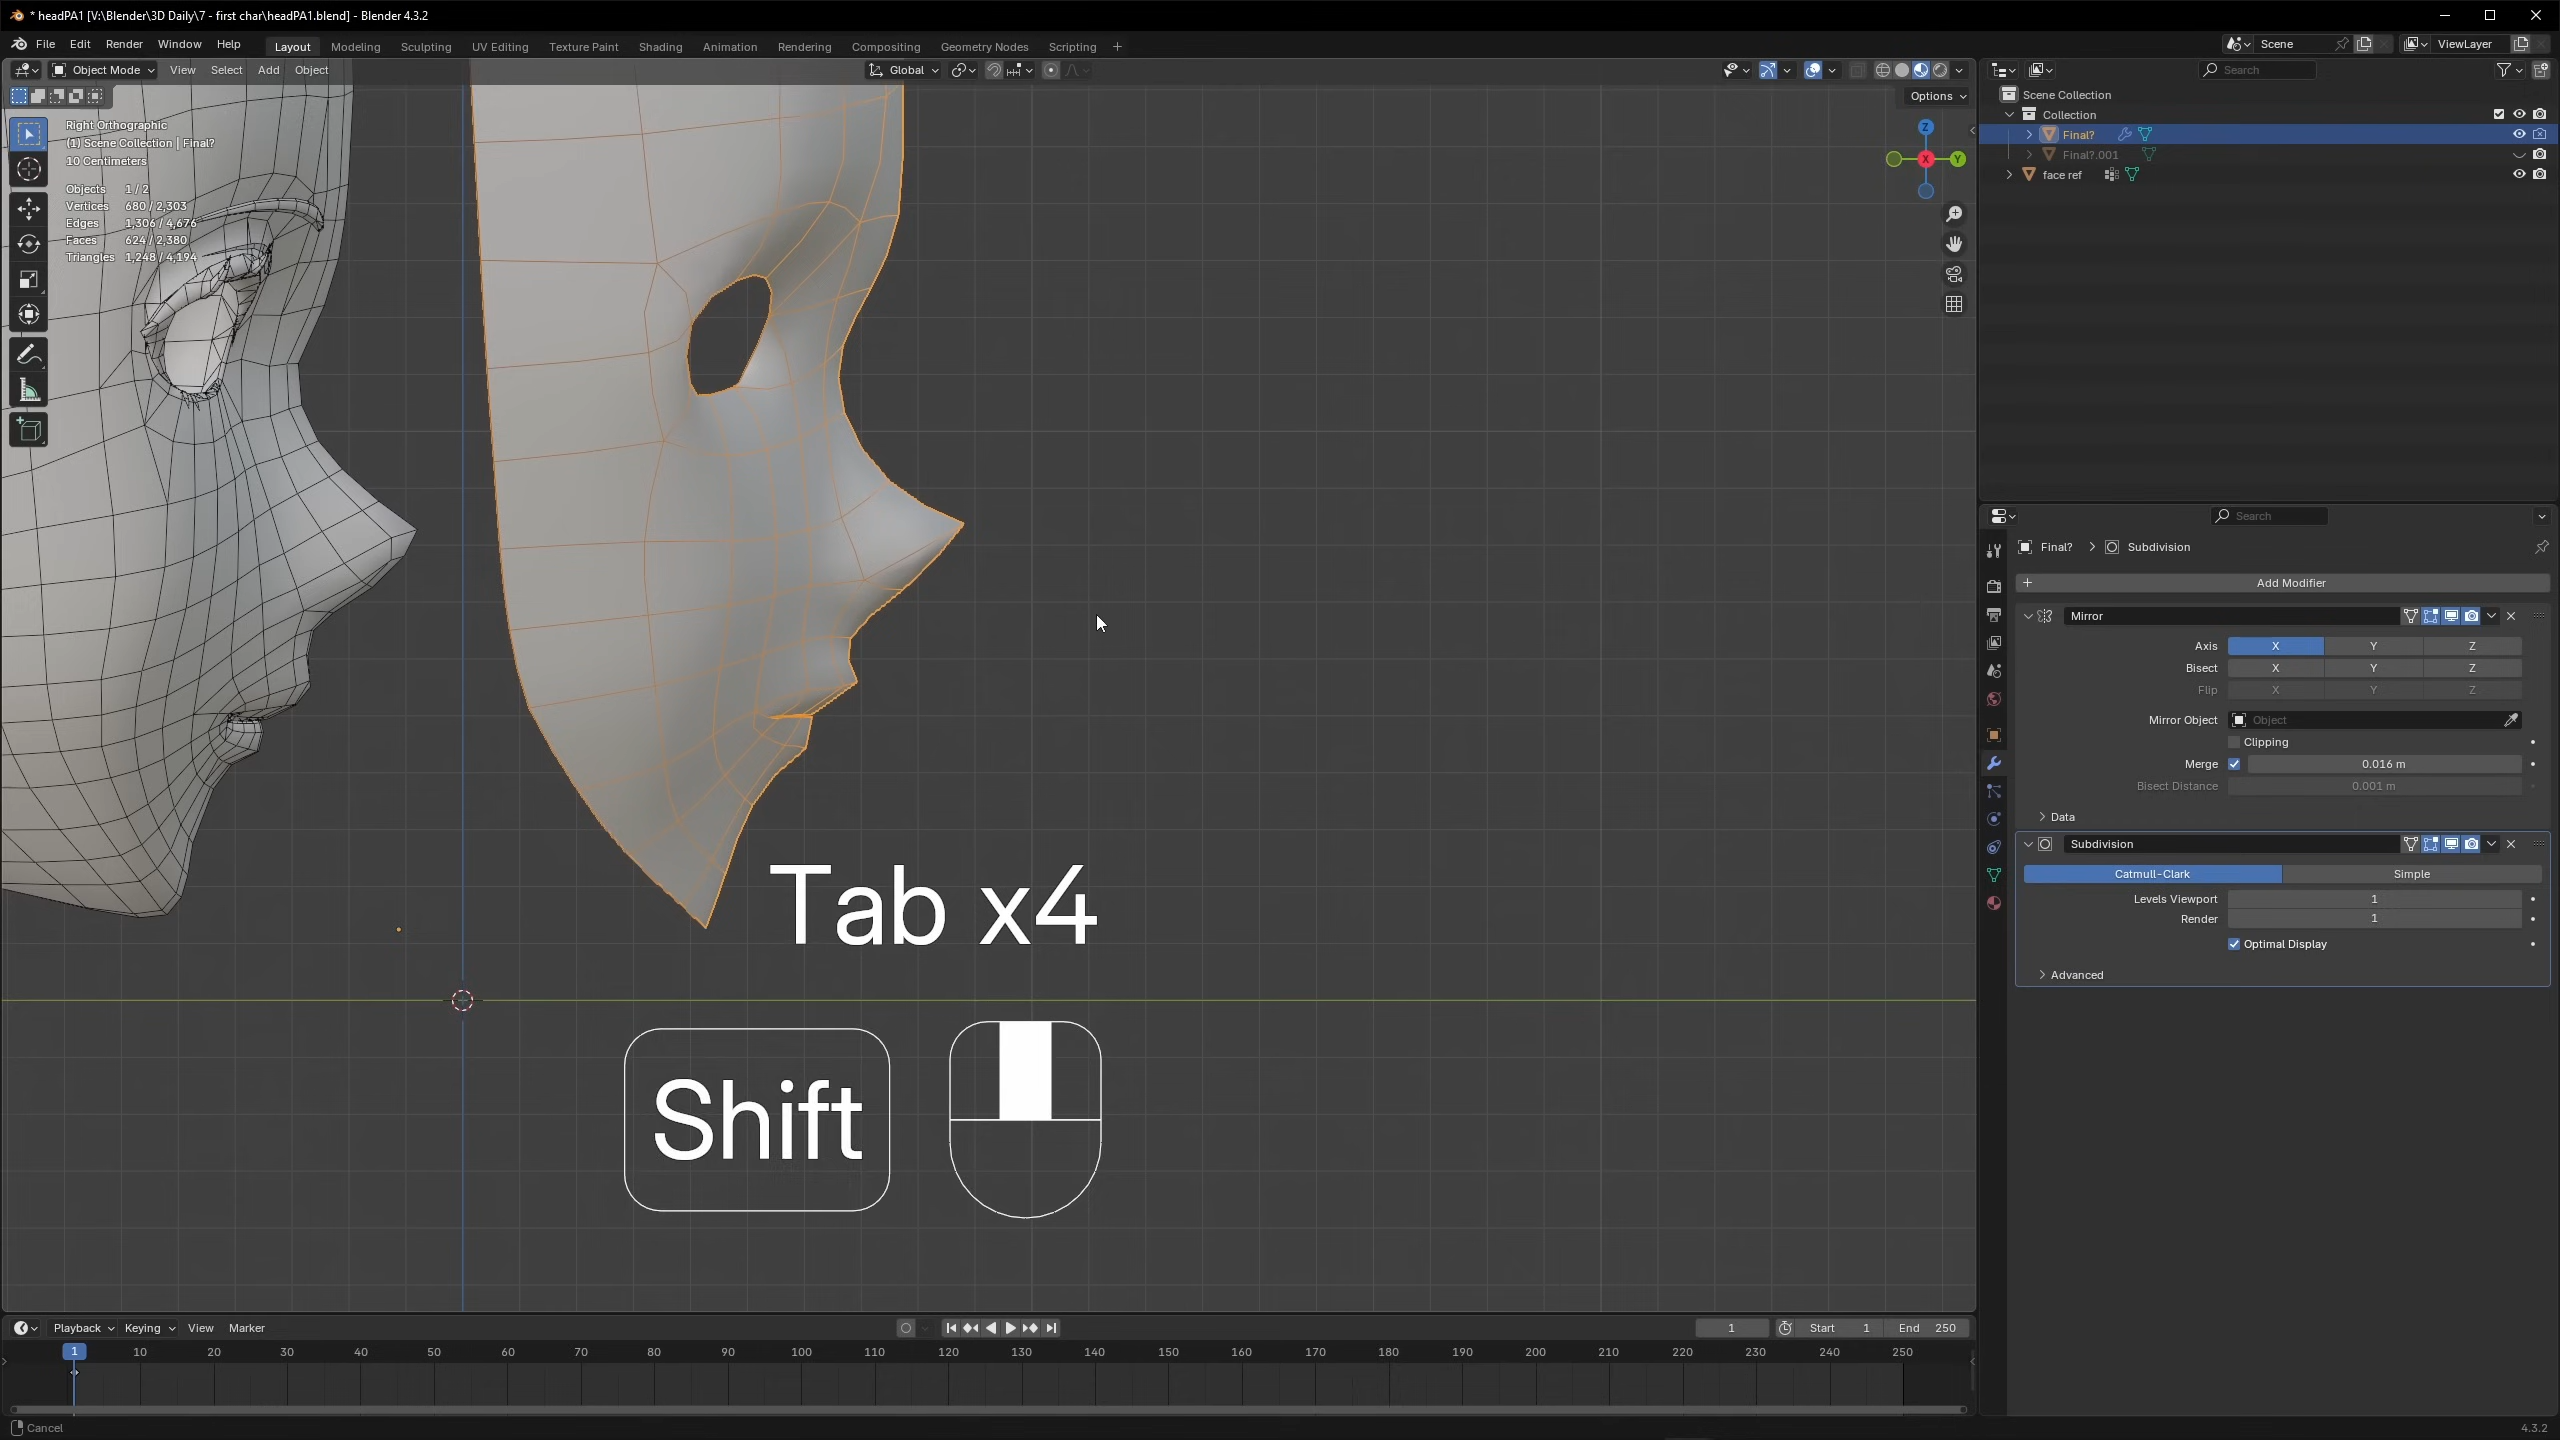 * headPA1 [V:\Blender\3D Daily\7 - first char\headPA1.blend] - Blender 4.3.2
File Edit Render Window Help Layout Modeling Sculpting UV Editing Texture Paint Shading Animation Rendering Compositing Geometry Nodes Scripting + Scene ViewLayer
Object Mode View Select Add Object Global Search
Options
Right Orthographic
(1) Scene Collection | Final?
10 Centimeters
Objects 1 / 2
Vertices 680 / 2,303
Edges 1,306 / 4,676
Faces 624 / 2,380
Triangles 1,248 / 4,194
Z
X
Y
Scene Collection
Collection
Final?
Final?.001
face ref
Search
Final? > Subdivision
+ Add Modifier
Mirror
Axis X Y Z
Bisect X Y Z
Flip X Y Z
Mirror Object Object
Clipping
Merge 0.016 m
Bisect Distance 0.001 m
Data
Subdivision
Catmull-Clark Simple
Levels Viewport 1
Render 1
Optimal Display
Advanced
Tab x4
Shift
Playback Keying View Marker 1 Start 1 End 250
1 10 20 30 40 50 60 70 80 90 100 110 120 130 140 150 160 170 180 190 200 210 220 230 240 250
Cancel 4.3.2